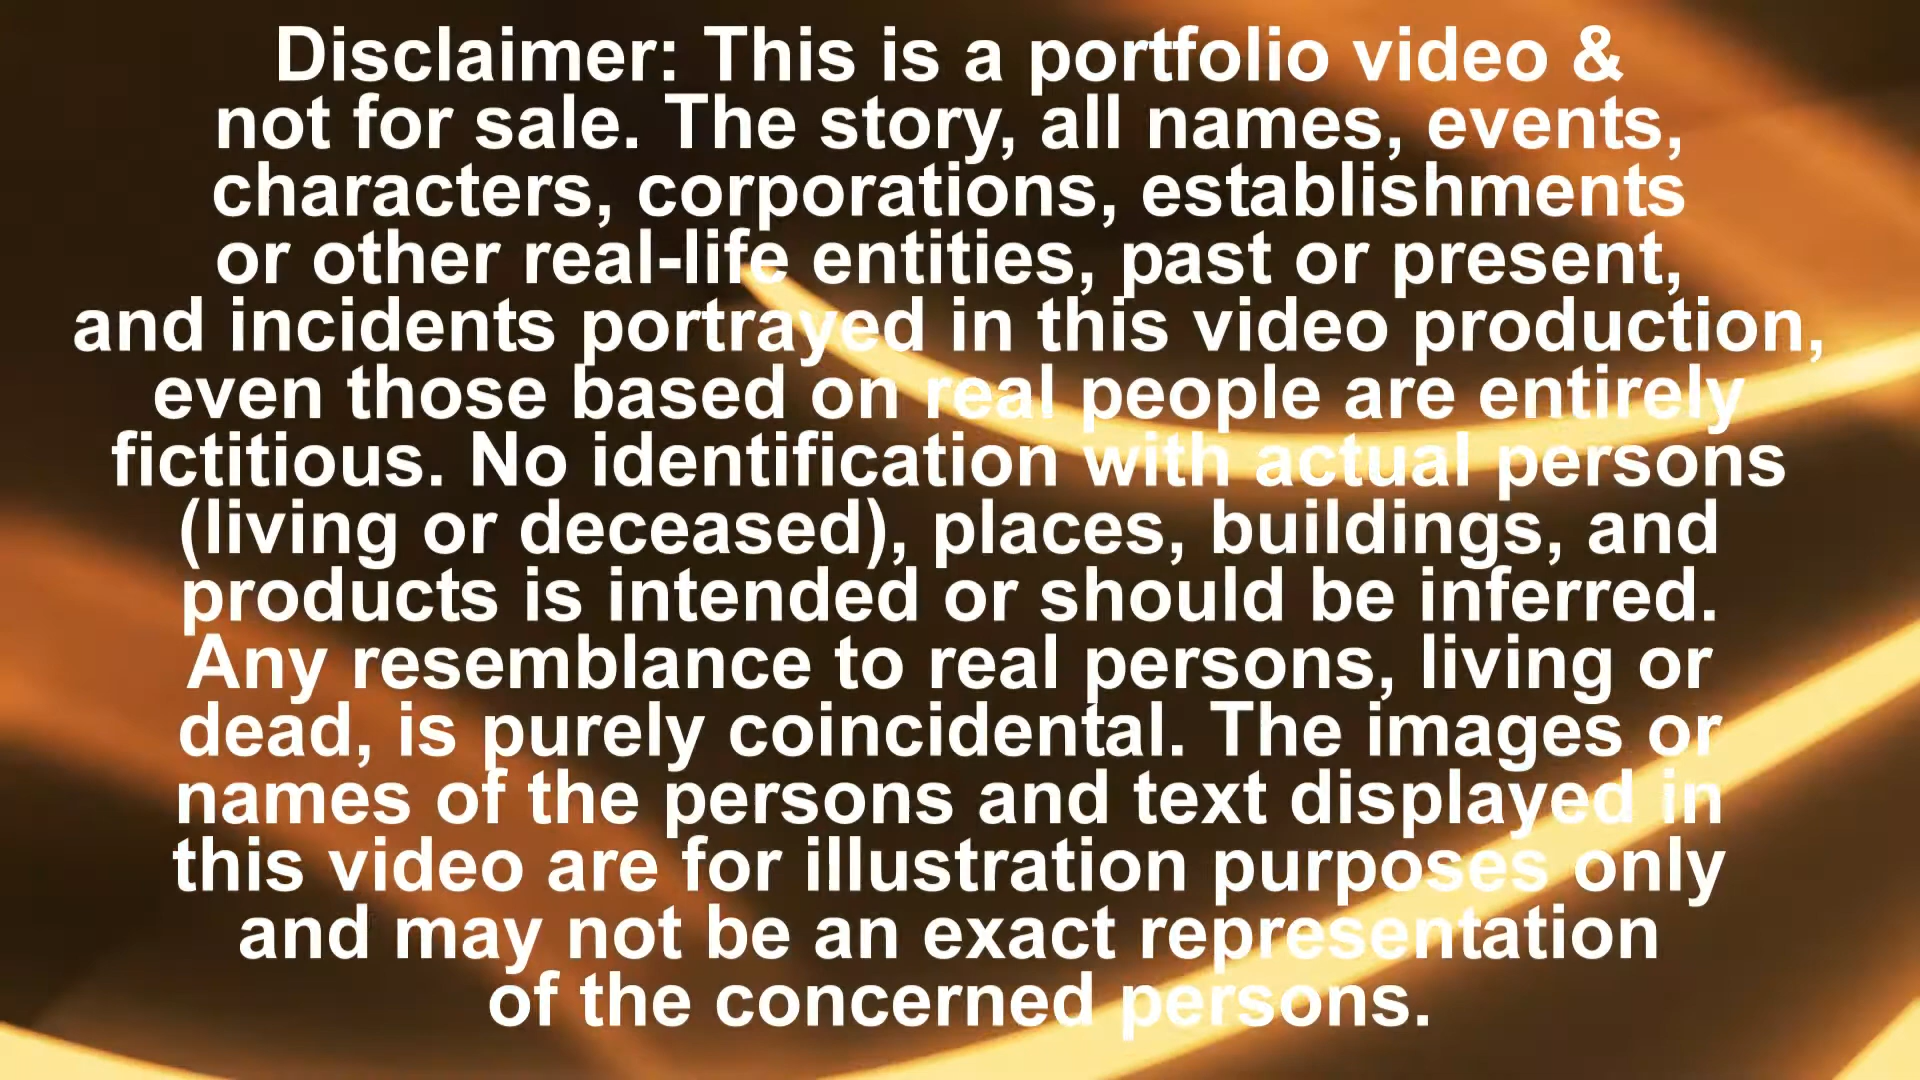 Disclaimer: This is a portfolio video &
not for sale. The story, all names, events,
characters, corporations, establishments
or other real-life entities, past or present,
and incidents portrayed in this video production,
even those based on real people are entirely
fictitious. No identification with actual persons
(living or deceased), places, buildings, and
products is intended or should be inferred.
Any resemblance to real persons, living or
dead, is purely coincidental. The images or
names of the persons and text displayed in
this video are for illustration purposes only
and may not be an exact representation
of the concerned persons.